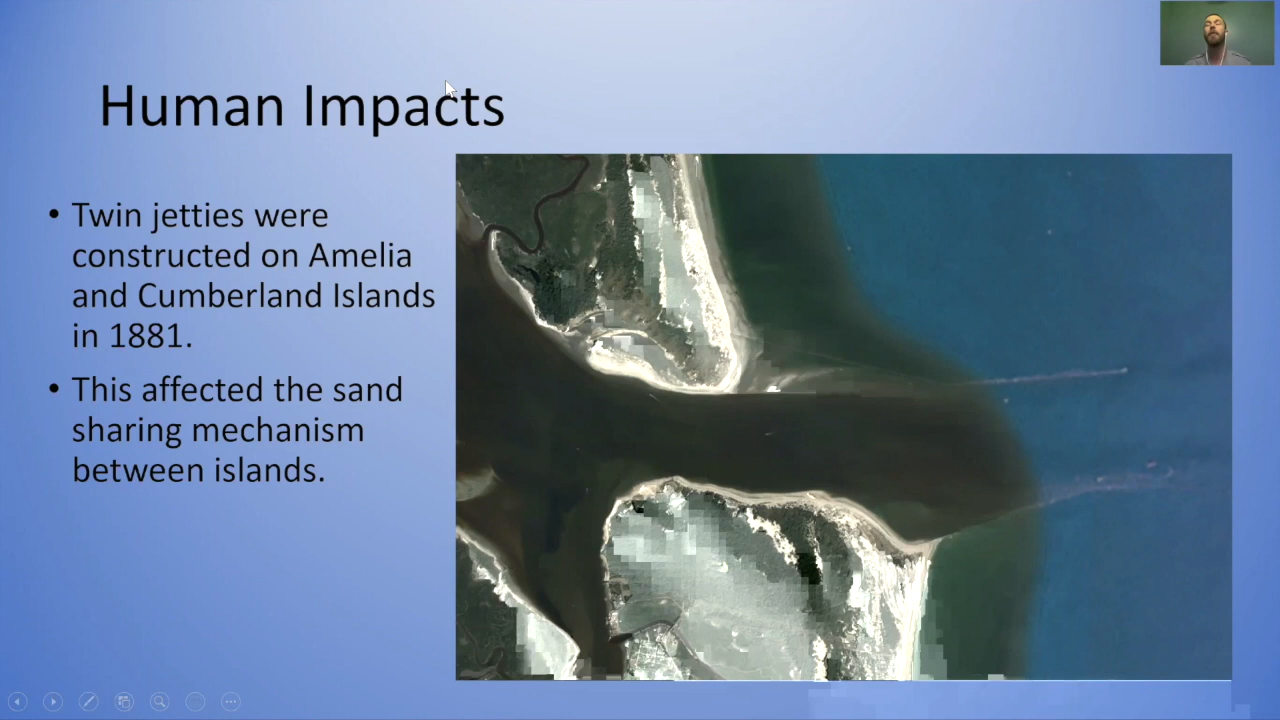 Human Impacts
• Twin jetties were
constructed on Amelia
and Cumberland Islands
in 1881.
• This affected the sand
sharing mechanism
between islands.